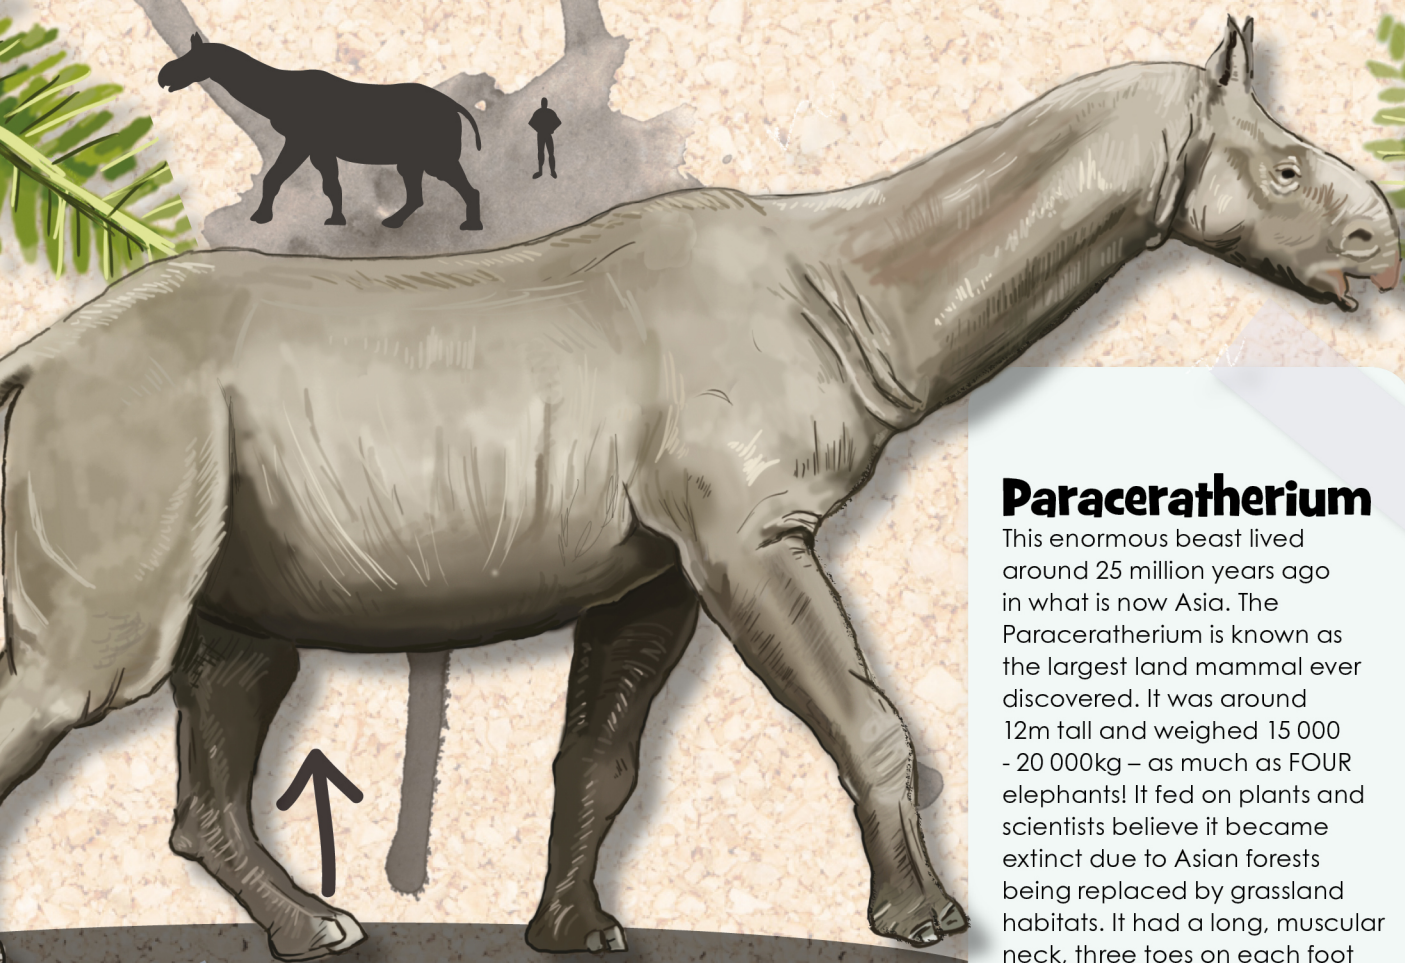 Paraceratherium
This enormous beast lived
around 25 million years ago
in what is now Asia. The
Paraceratherium is known as
the largest land mammal ever
discovered. It was around
12m tall and weighed 15 000
- 20 000kg – as much as FOUR
elephants! It fed on plants and
scientists believe it became
extinct due to Asian forests
being replaced by grassland
habitats. It had a long, muscular
neck, three toes on each foot